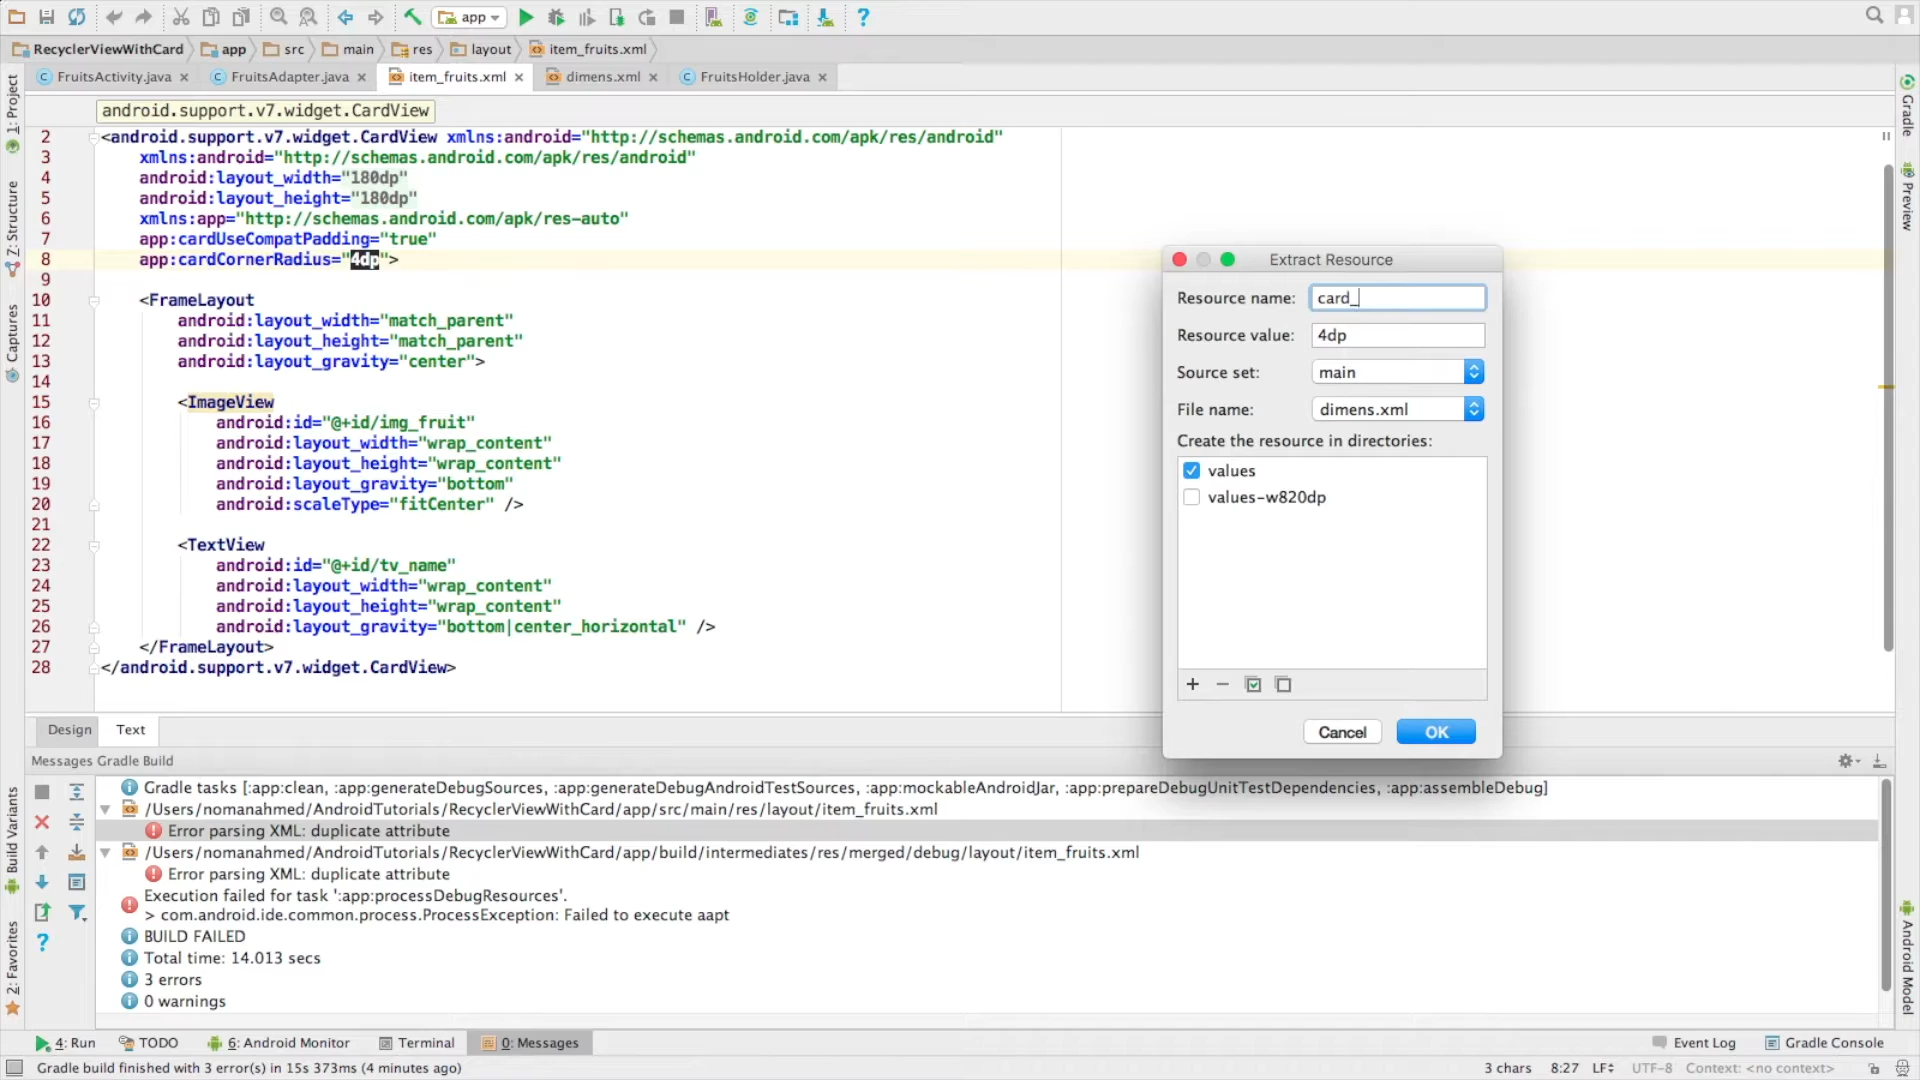 app
RecyclerViewWithCard app src main res layout item_fruits.xml
FruitsActivity.java FruitsAdapter.java item_fruits.xml dimens.xml FruitsHolder.java
1: Project
Z: Structure
Captures
Build Variants
2: Favorites
Gradle
Preview
Android Model
android.support.v7.widget.CardView
2 <android.support.v7.widget.CardView xmlns:android="http://schemas.android.com/apk/res/android"
3 xmlns:android="http://schemas.android.com/apk/res/android"
4 android:layout_width="180dp"
5 android:layout_height="180dp"
6 xmlns:app="http://schemas.android.com/apk/res-auto"
7 app:cardUseCompatPadding="true"
8 app:cardCornerRadius="4dp">
9
10 <FrameLayout
11 android:layout_width="match_parent"
12 android:layout_height="match_parent"
13 android:layout_gravity="center">
14
15 <ImageView
16 android:id="@+id/img_fruit"
17 android:layout_width="wrap_content"
18 android:layout_height="wrap_content"
19 android:layout_gravity="bottom"
20 android:scaleType="fitCenter" />
21
22 <TextView
23 android:id="@+id/tv_name"
24 android:layout_width="wrap_content"
25 android:layout_height="wrap_content"
26 android:layout_gravity="bottom|center_horizontal" />
27 </FrameLayout>
28 </android.support.v7.widget.CardView>
Extract Resource
Resource name: card_
Resource value: 4dp
Source set: main
File name: dimens.xml
Create the resource in directories:
values
values-w820dp
Cancel OK
Design Text
Messages Gradle Build
Gradle tasks [:app:clean, :app:generateDebugSources, :app:generateDebugAndroidTestSources, :app:mockableAndroidJar, :app:prepareDebugUnitTestDependencies, :app:assembleDebug]
/Users/nomanahmed/AndroidTutorials/RecyclerViewWithCard/app/src/main/res/layout/item_fruits.xml
Error parsing XML: duplicate attribute
/Users/nomanahmed/AndroidTutorials/RecyclerViewWithCard/app/build/intermediates/res/merged/debug/layout/item_fruits.xml
Error parsing XML: duplicate attribute
Execution failed for task ':app:processDebugResources'.
> com.android.ide.common.process.ProcessException: Failed to execute aapt
BUILD FAILED
Total time: 14.013 secs
3 errors
0 warnings
4: Run TODO 6: Android Monitor Terminal 0: Messages Event Log Gradle Console
Gradle build finished with 3 error(s) in 15s 373ms (4 minutes ago) 3 chars 8:27 LF UTF-8 Context: <no context>